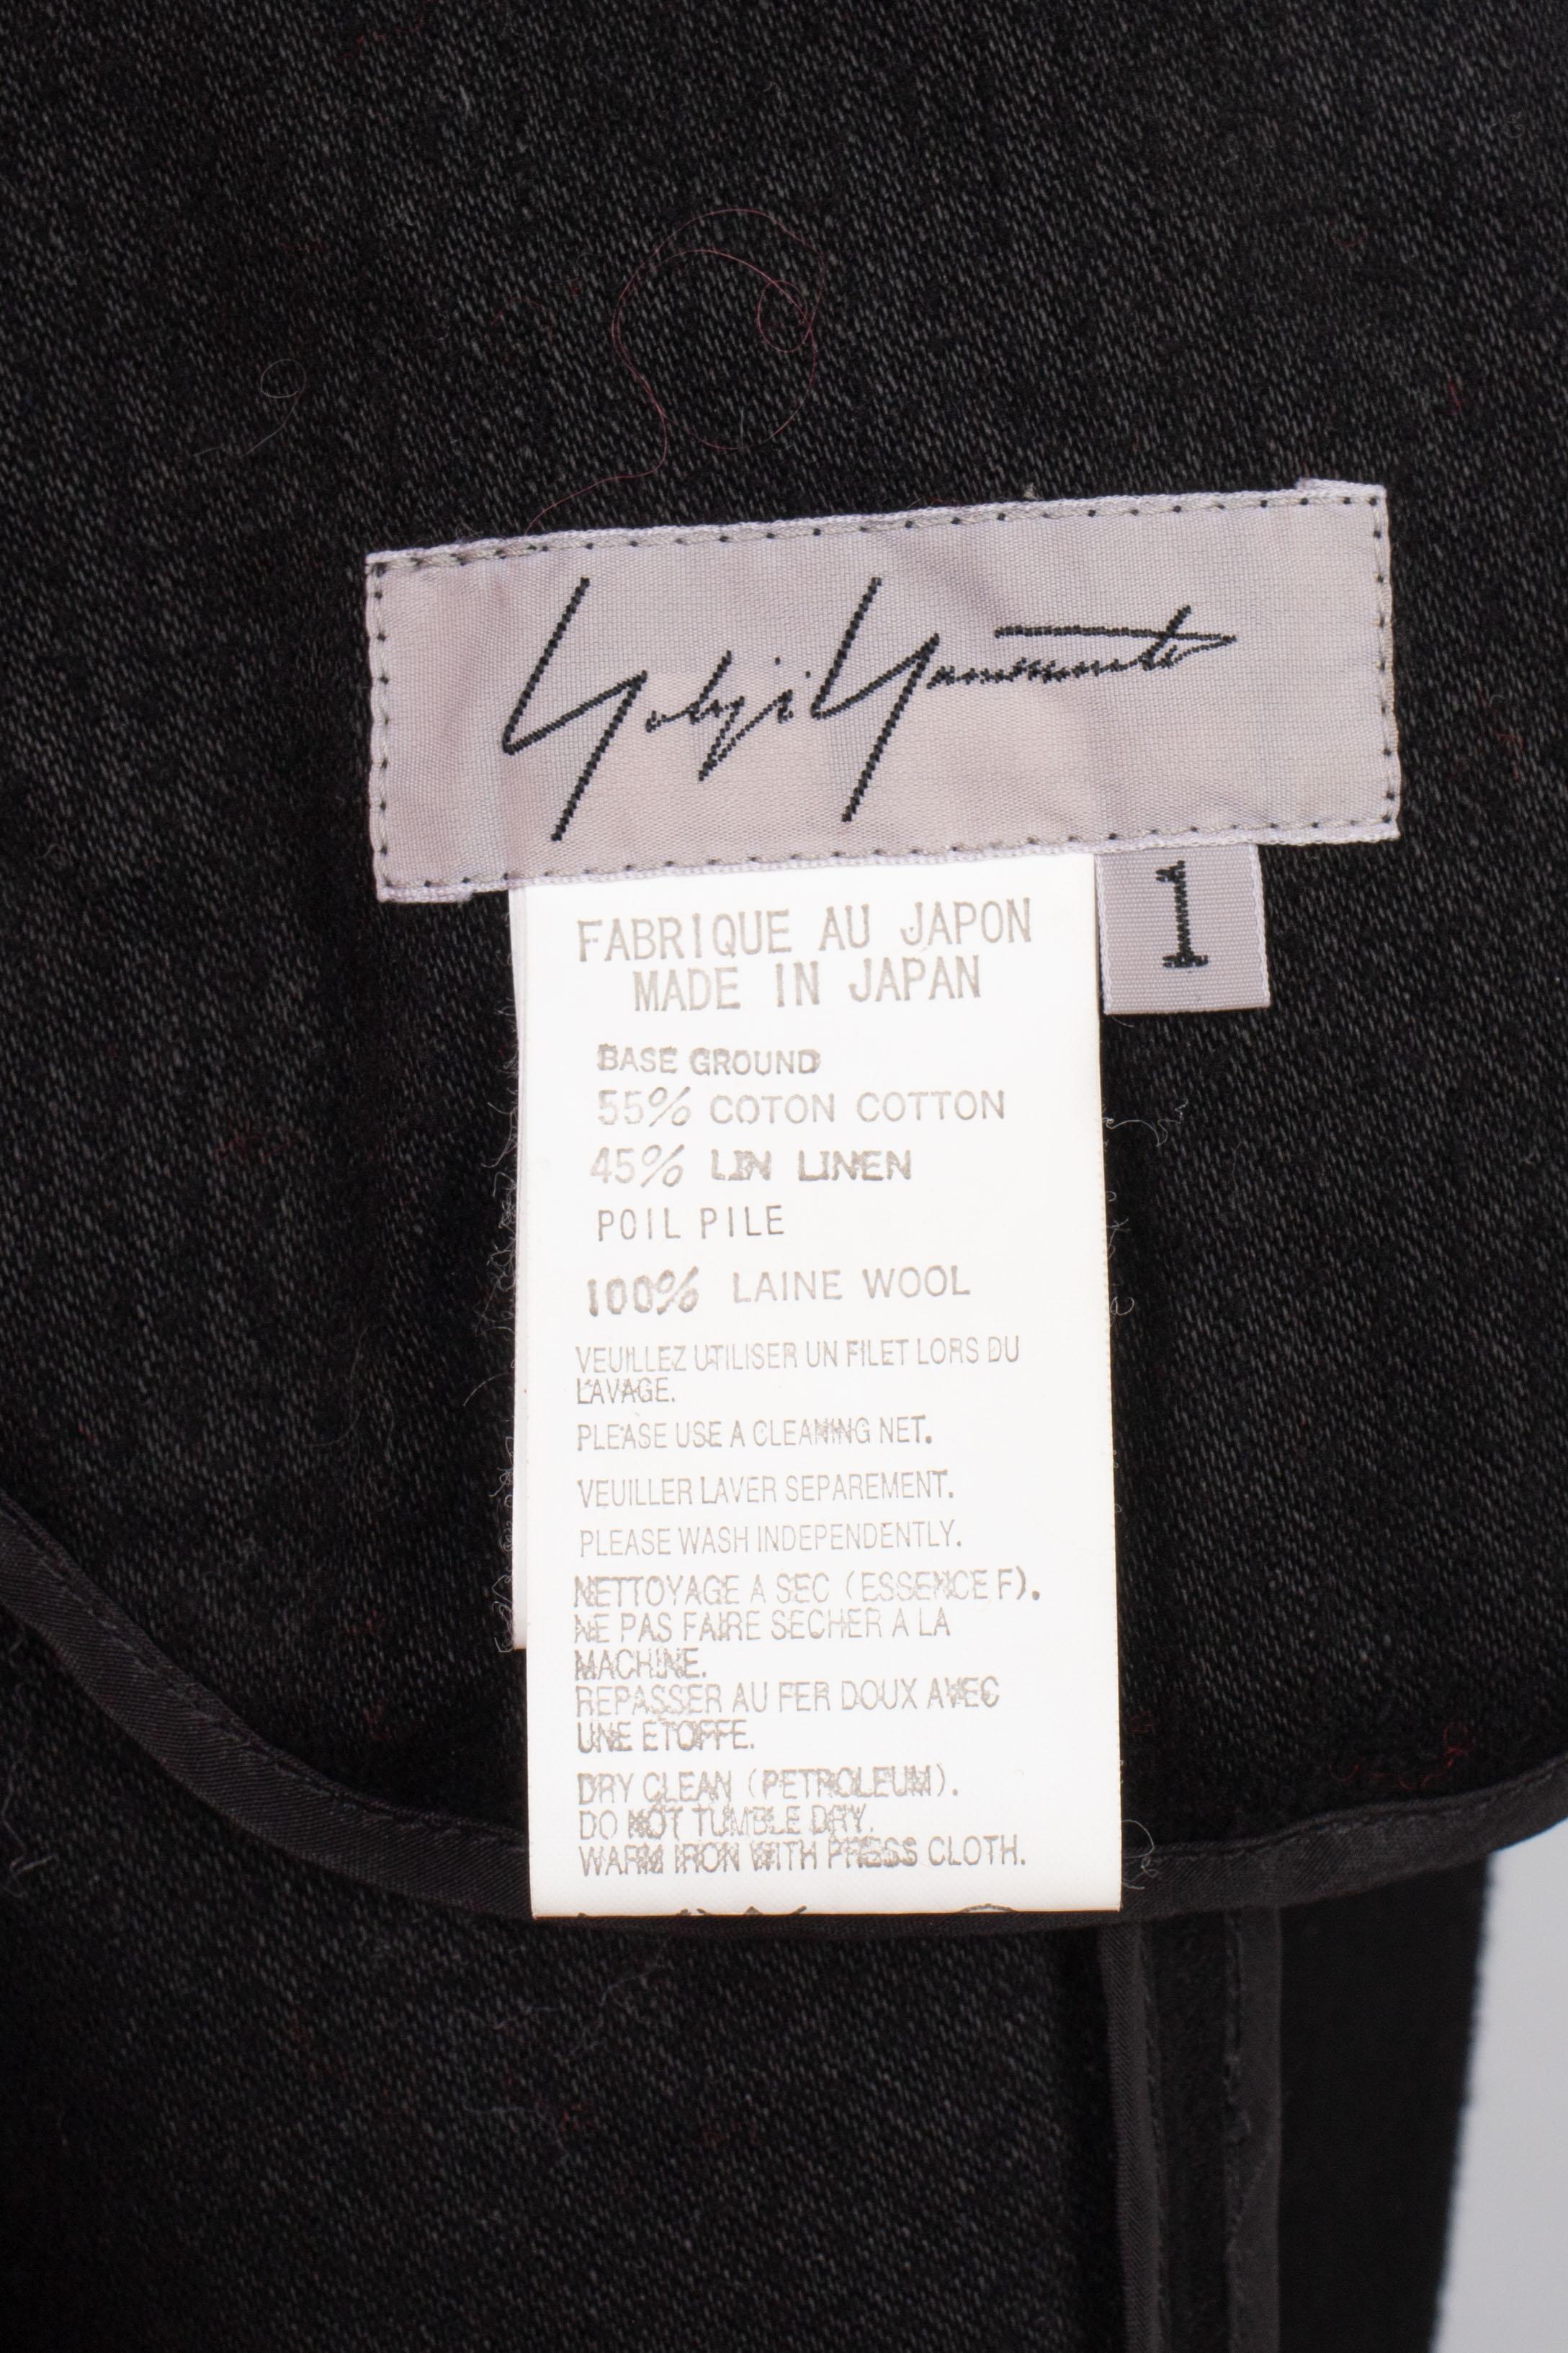 Yohji Yamamoto
1
FABRIQUE AU JAPON
MADE IN JAPAN
BASE GROUND
55% COTON COTTON
45% LIN LINEN
POIL PILE
100% LAINE WOOL
VEUILLEZ UTILISER UN FILET LORS DU
LAVAGE.
PLEASE USE A CLEANING NET.
VEUILLER LAVER SEPAREMENT.
PLEASE WASH INDEPENDENTLY.
NETTOYAGE A SEC (ESSENCE F).
NE PAS FAIRE SECHER A LA
MACHINE.
REPASSER AU FER DOUX AVEC
UNE ETOFFE.
DRY CLEAN (PETROLEUM).
DO NOT TUMBLE DRY.
WARM IRON WITH PRESS CLOTH.